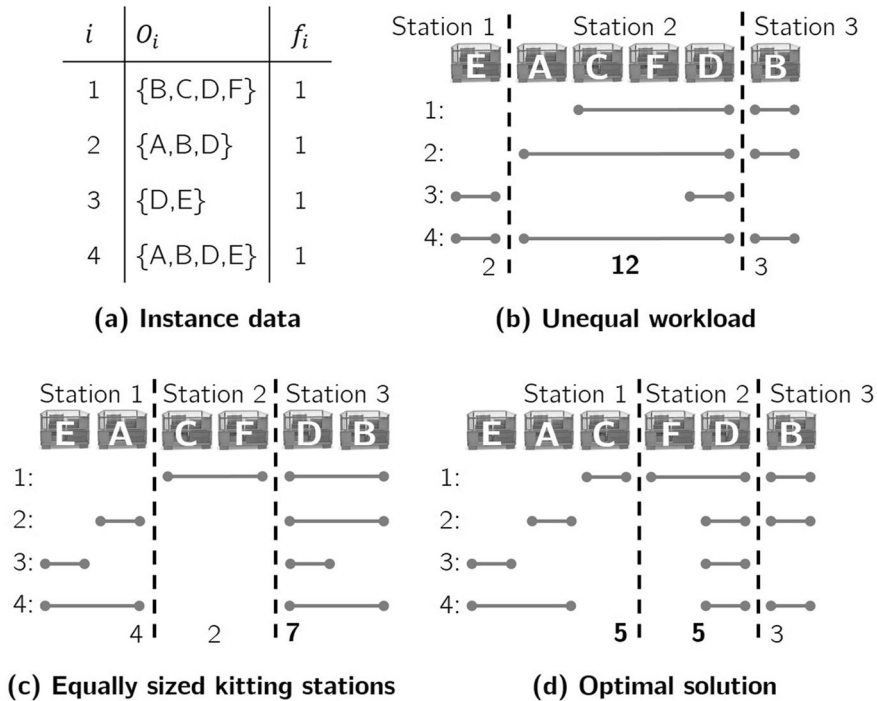 i O_i f_i
1 {B,C,D,F} 1
2 {A,B,D} 1
3 {D,E} 1
4 {A,B,D,E} 1
(a) Instance data
Station 1 Station 2 Station 3
E A C F D B
1:
2:
3:
4:
2 12 3
(b) Unequal workload
Station 1 Station 2 Station 3
E A C F D B
1:
2:
3:
4:
4 2 7
(c) Equally sized kitting stations
Station 1 Station 2 Station 3
E A C F D B
1:
2:
3:
4:
5 5 3
(d) Optimal solution